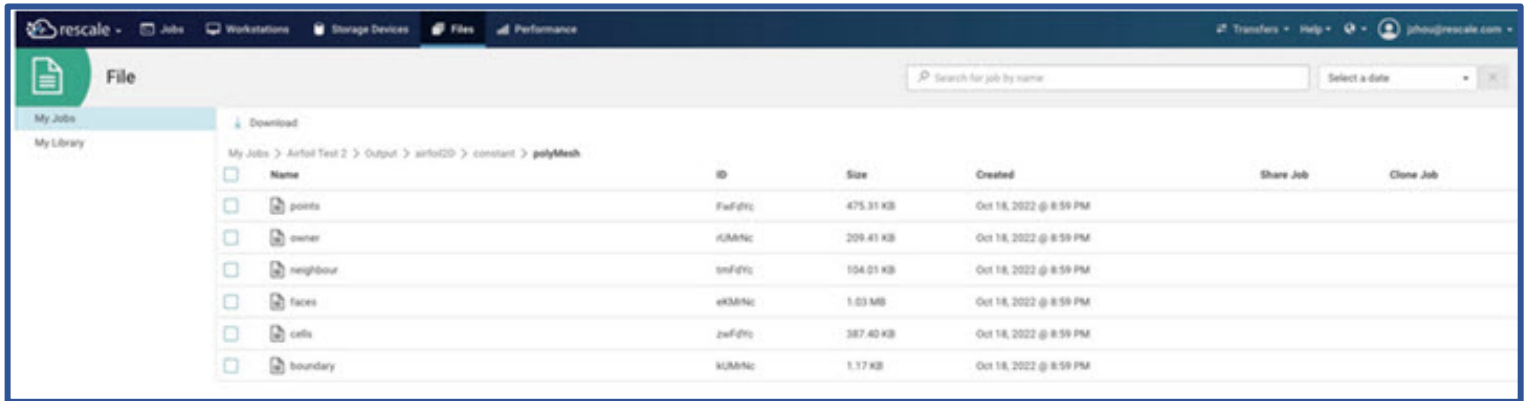 rescale Jobs Workstations Storage Devices Files Performance Transfers Help jzhou@rescale.com
File Search for job by name Select a date
My Jobs Download
My Library
My Jobs > Airfoil Test 2 > Output > airfoil2D > constant > polyMesh
Name ID Size Created Share Job Clone Job
points FwFdYc 475.31 KB Oct 18, 2022 @ 8:59 PM
owner rUMrNc 209.41 KB Oct 18, 2022 @ 8:59 PM
neighbour tmFdYc 104.01 KB Oct 18, 2022 @ 8:59 PM
faces eKMrNc 1.03 MB Oct 18, 2022 @ 8:59 PM
cells zwFdYc 387.40 KB Oct 18, 2022 @ 8:59 PM
boundary kUMrNc 1.17 KB Oct 18, 2022 @ 8:59 PM